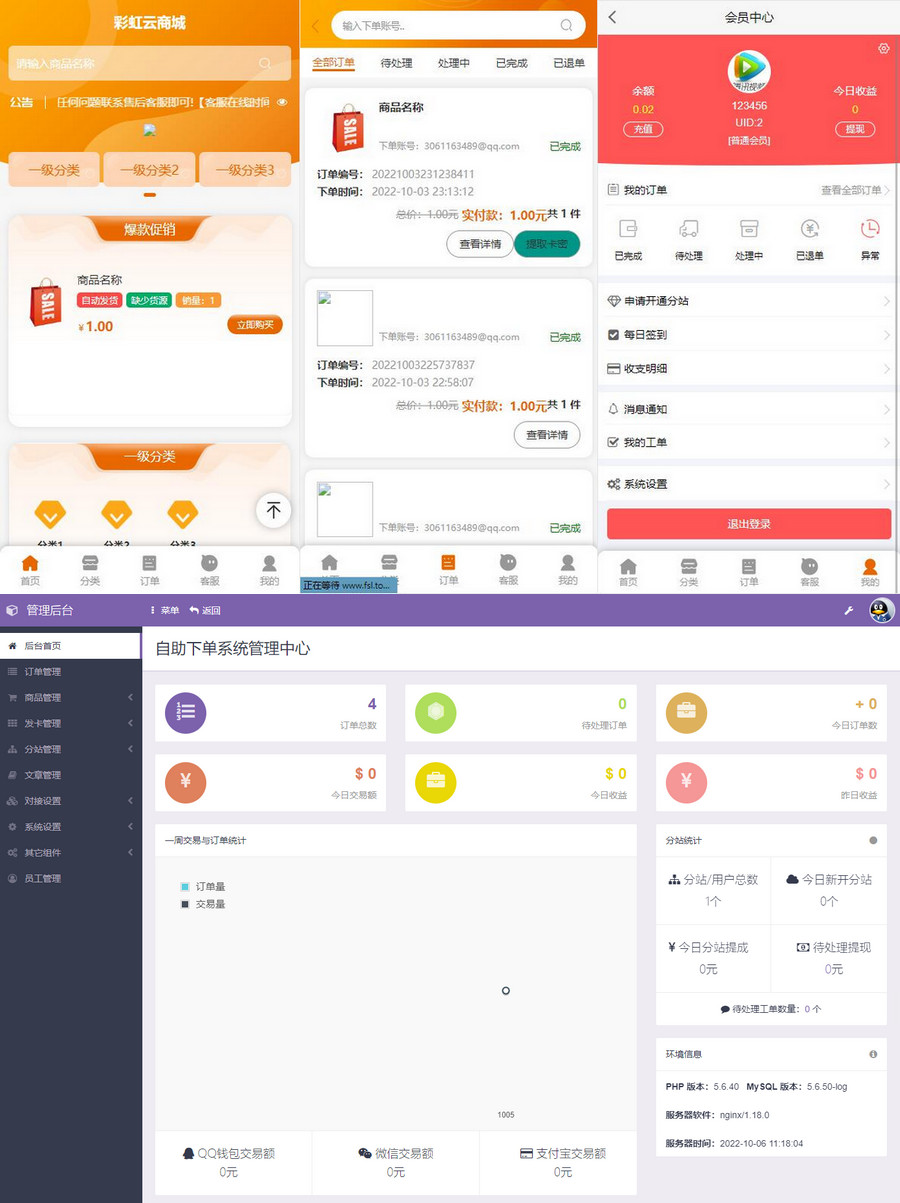 彩虹云商城
请输入商品名称
公告 | 任何问题联系售后客服即可!【客服在线时间
一级分类
一级分类2
一级分类3
爆款促销
商品名称
自动发货 缺少货源 销量：1
¥1.00
立即购买
一级分类
分类1
分类2
分类3
首页
分类
订单
客服
我的
输入下单账号..
全部订单
待处理
处理中
已完成
已退单
SALE
商品名称
下单账号：3061163489@qq.com
已完成
订单编号： 20221003231238411
下单时间： 2022-10-03 23:13:12
总价：1.00元 实付款：1.00元共 1 件
查看详情
提取卡密
下单账号：3061163489@qq.com
已完成
订单编号： 20221003225737837
下单时间： 2022-10-03 22:58:07
总价：1.00元 实付款：1.00元共 1 件
查看详情
下单账号：3061163489@qq.com
已完成
正在等待 www.fsl.to...
订单
客服
我的
会员中心
余额
0.02
充值
腾讯视频
123456
UID:2
[普通会员]
今日收益
0
提现
我的订单
查看全部订单
已完成
待处理
处理中
已退单
异常
申请开通分站
每日签到
收支明细
消息通知
我的工单
系统设置
退出登录
首页
分类
订单
客服
我的
管理后台
菜单
返回
后台首页
订单管理
商品管理
发卡管理
分站管理
文章管理
对接设置
系统设置
其它组件
员工管理
自助下单系统管理中心
4
订单总数
0
待处理订单
+ 0
今日订单数
$ 0
今日交易额
$ 0
今日收益
$ 0
昨日收益
一周交易与订单统计
订单量
交易量
1005
QQ钱包交易额
0元
微信交易额
0元
支付宝交易额
0元
分站统计
分站/用户总数
1个
今日新开分站
0个
¥ 今日分站提成
0元
待处理提现
0元
待处理工单数量：0 个
环境信息
PHP 版本：5.6.40 MySQL 版本：5.6.50-log
服务器软件：nginx/1.18.0
服务器时间：2022-10-06 11:18:04